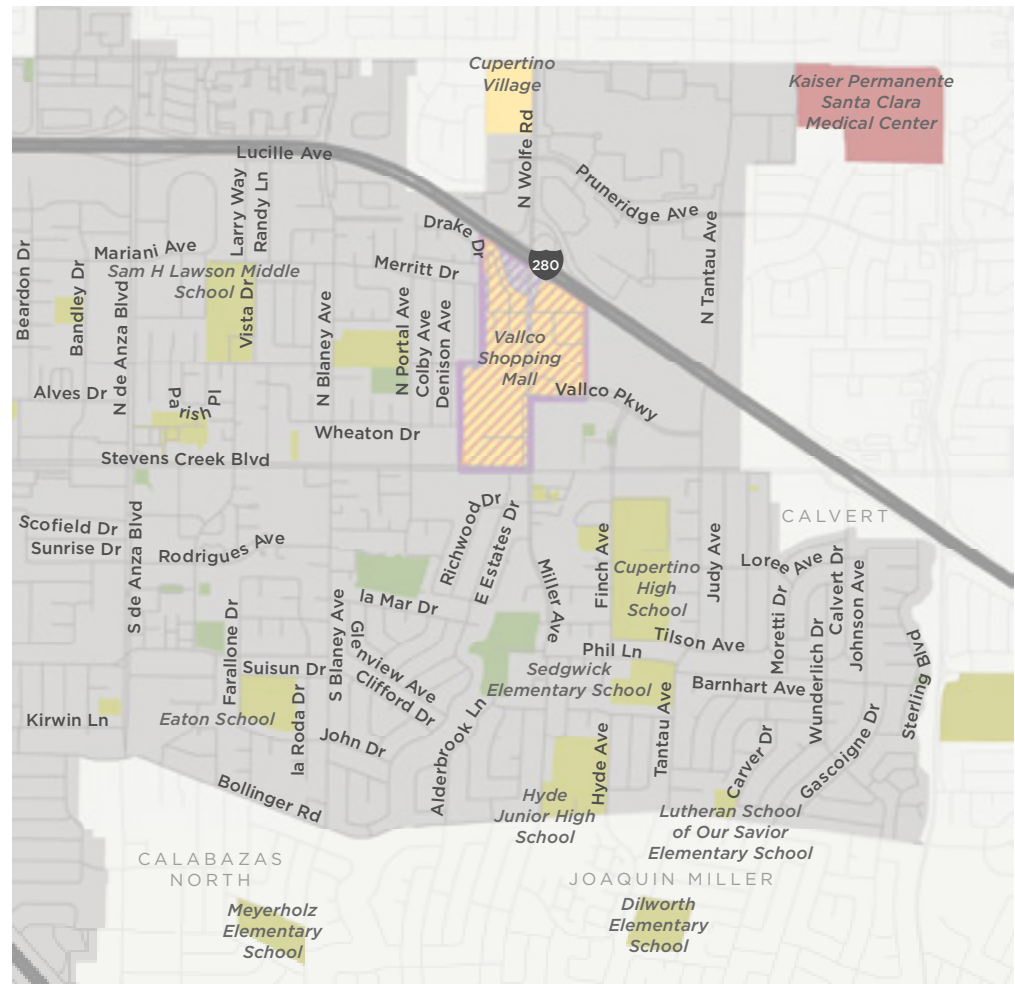 Cupertino
Village
Kaiser Permanente
Santa Clara
Medical Center
Lucille Ave
N Wolfe Rd
Pruneridge Ave
Larry Way
Randy Ln
Drake Dr
N Tantau Ave
Mariani Ave
Beardon Dr
Bandley Dr
Sam H Lawson Middle
School
Merritt Dr
280
N de Anza Blvd
Vista Dr
N Blaney Ave
N Portal Ave
Colby Ave
Denison Ave
Vallco
Shopping
Mall
Alves Dr
Parish Pl
Vallco Pkwy
Wheaton Dr
Stevens Creek Blvd
Scofield Dr
Sunrise Dr
S de Anza Blvd
Rodrigues Ave
Richwood Dr
E Estates Dr
CALVERT
Miller Ave
Finch Ave
Cupertino
High
School
Judy Ave
Loree Ave
Calvert Dr
Johnson Ave
la Mar Dr
Moretti Dr
Wunderlich Dr
Farallone Dr
S Blaney Ave
Glenview Ave
Clifford Dr
Phil Ln
Tilson Ave
Suisun Dr
Sedgwick
Elementary School
Barnhart Ave
Sterling Blvd
Kirwin Ln
Eaton School
la Roda Dr
John Dr
Alderbrook Ln
Hyde Ave
Tantau Ave
Carver Dr
Gascoigne Dr
Bollinger Rd
Hyde
Junior High
School
Lutheran School
of Our Savior
Elementary School
CALABAZAS
NORTH
JOAQUIN MILLER
Meyerholz
Elementary
School
Dilworth
Elementary
School